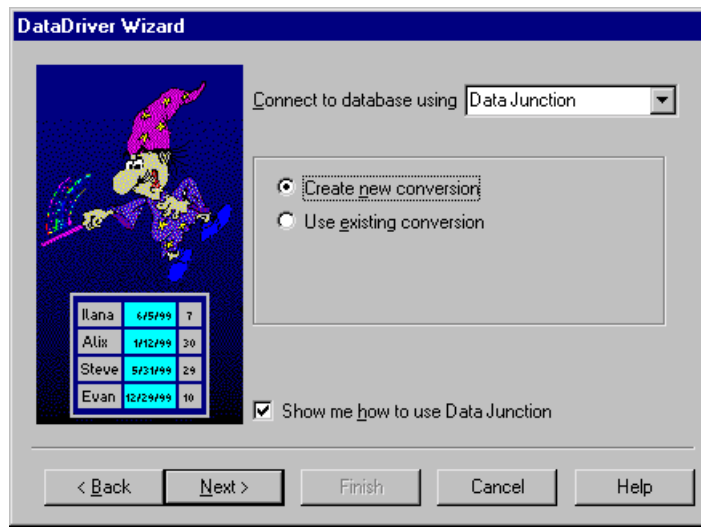 DataDriver Wizard
Connect to database using Data Junction
Create new conversion
Use existing conversion
Ilana 6/5/99 7
Alix 1/12/99 30
Steve 5/31/99 29
Evan 12/29/99 10
Show me how to use Data Junction
< Back Next > Finish Cancel Help